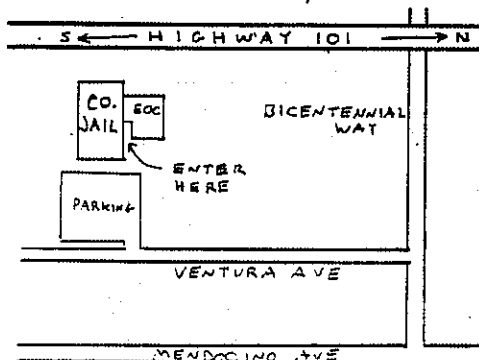 S ← HIGHWAY 101 → N
CO.
JAIL
EOC
BICENTENNIAL
WAY
ENTER
HERE
PARKING
VENTURA AVE
MENDOCINO AVE